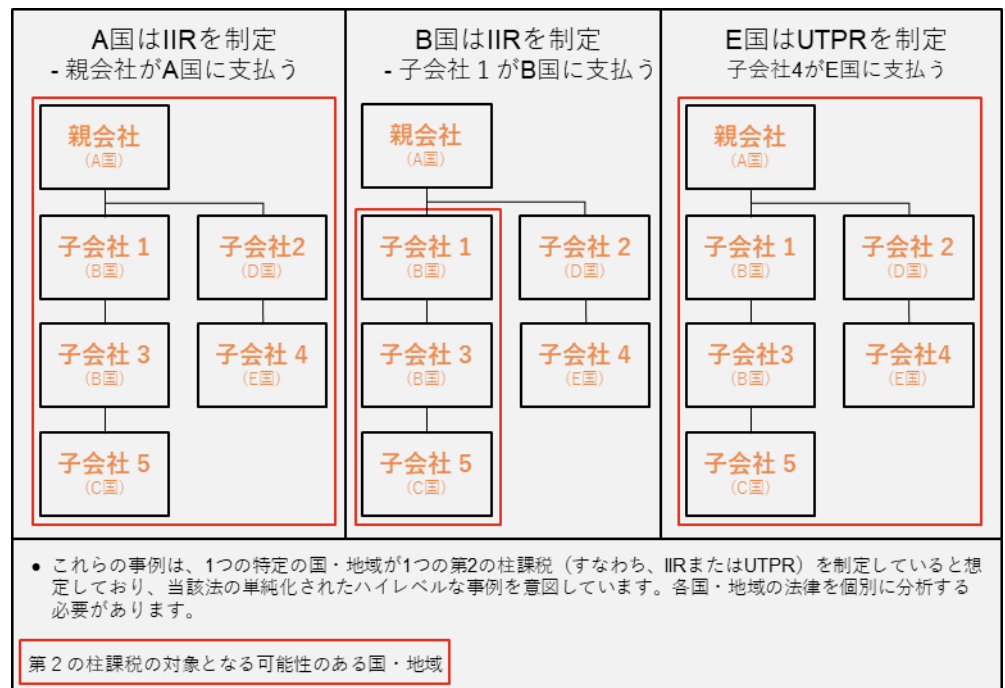 A国はIIRを制定
- 親会社がA国に支払う
親会社
(A国)
子会社 1
(B国)
子会社2
(D国)
子会社 3
(B国)
子会社 4
(E国)
子会社 5
(C国)
B国はIIRを制定
- 子会社１がB国に支払う
親会社
(A国)
子会社 1
(B国)
子会社 2
(D国)
子会社 3
(B国)
子会社 4
(E国)
子会社 5
(C国)
E国はUTPRを制定
子会社4がE国に支払う
親会社
(A国)
子会社 1
(B国)
子会社 2
(D国)
子会社3
(B国)
子会社4
(E国)
子会社 5
(C国)
• これらの事例は、1つの特定の国・地域が1つの第2の柱課税（すなわち、IIRまたはUTPR）を制定していると想
定しており、当該法の単純化されたハイレベルな事例を意図しています。各国・地域の法律を個別に分析する
必要があります。
第２の柱課税の対象となる可能性のある国・地域